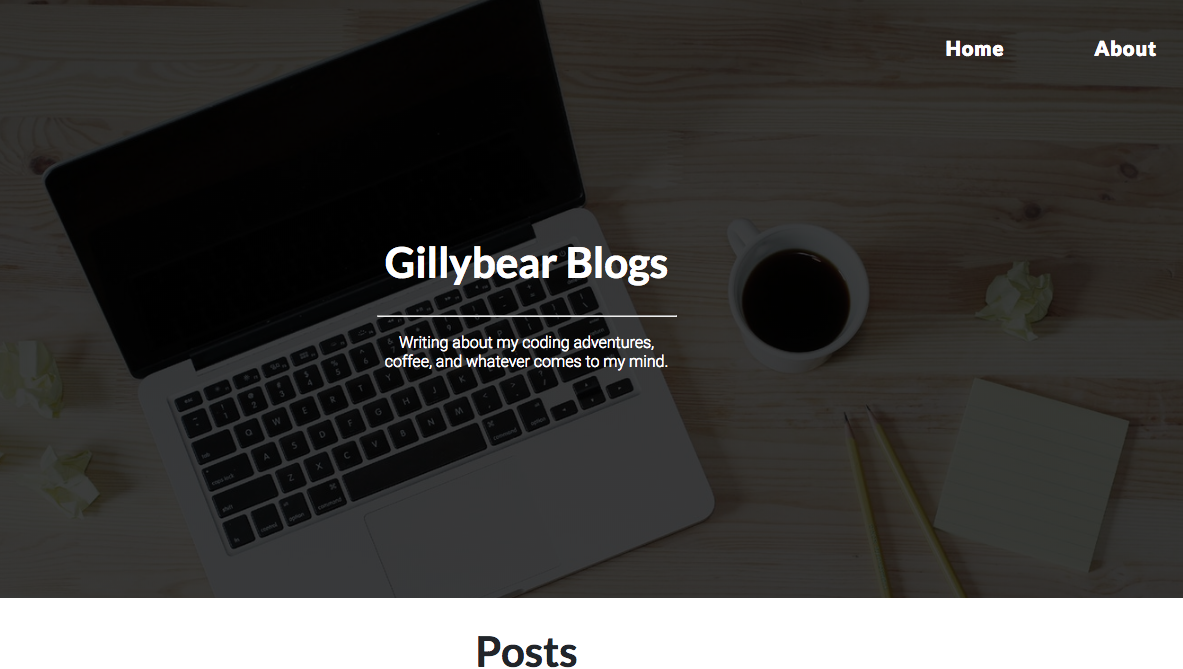 Home About
Gillybear Blogs
Writing about my coding adventures,
coffee, and whatever comes to my mind.
Posts